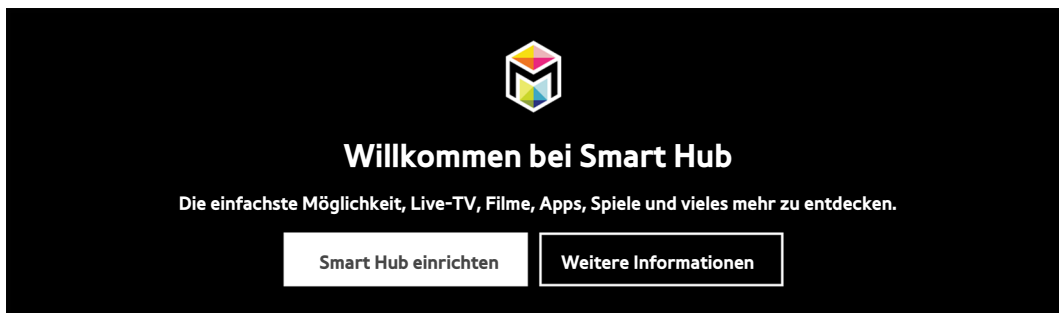 Willkommen bei Smart Hub
Die einfachste Möglichkeit, Live-TV, Filme, Apps, Spiele und vieles mehr zu entdecken.
Smart Hub einrichten
Weitere Informationen